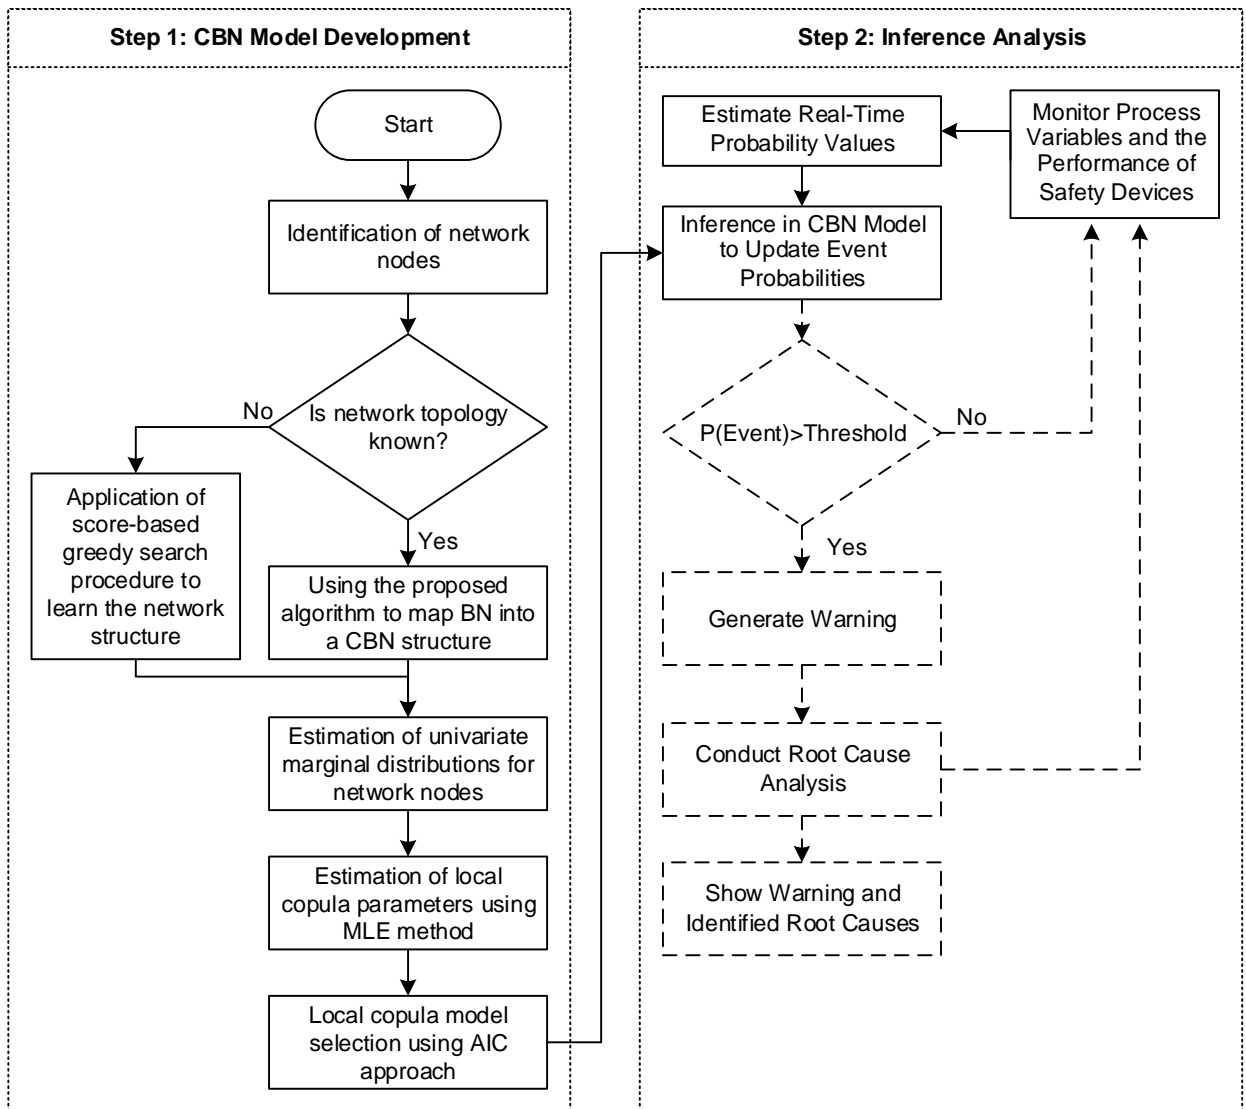 Step 1: CBN Model Development
Start
Identification of network
nodes
Is network topology
known?
No
Yes
Application of
score-based
greedy search
procedure to
learn the network
structure
Using the proposed
algorithm to map BN into
a CBN structure
Estimation of univariate
marginal distributions for
network nodes
Estimation of local
copula parameters using
MLE method
Local copula model
selection using AIC
approach
Step 2: Inference Analysis
Estimate Real-Time
Probability Values
Monitor Process
Variables and the
Performance of
Safety Devices
Inference in CBN Model
to Update Event
Probabilities
P(Event)>Threshold
No
Yes
Generate Warning
Conduct Root Cause
Analysis
Show Warning and
Identified Root Causes